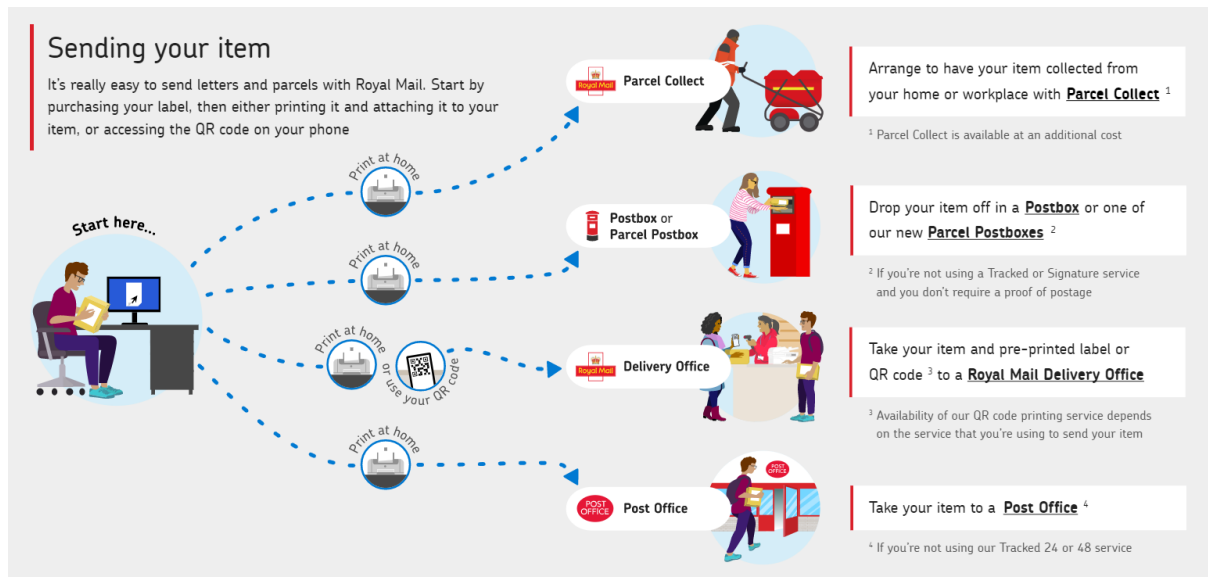 Sending your item
It's really easy to send letters and parcels with Royal Mail. Start by
purchasing your label, then either printing it and attaching it to your
item, or accessing the QR code on your phone
Start here...
Print at home
Royal Mail
Parcel Collect
Arrange to have your item collected from
your home or workplace with Parcel Collect ¹
¹ Parcel Collect is available at an additional cost
Print at home
Postbox or
Parcel Postbox
Drop your item off in a Postbox or one of
our new Parcel Postboxes ²
² If you're not using a Tracked or Signature service
and you don't require a proof of postage
Print at home
or use your QR code
Royal Mail
Delivery Office
Take your item and pre-printed label or
QR code ³ to a Royal Mail Delivery Office
³ Availability of our QR code printing service depends
on the service that you're using to send your item
Print at home
POST
OFFICE
Post Office
POST
OFFICE
Take your item to a Post Office ⁴
⁴ If you're not using our Tracked 24 or 48 service